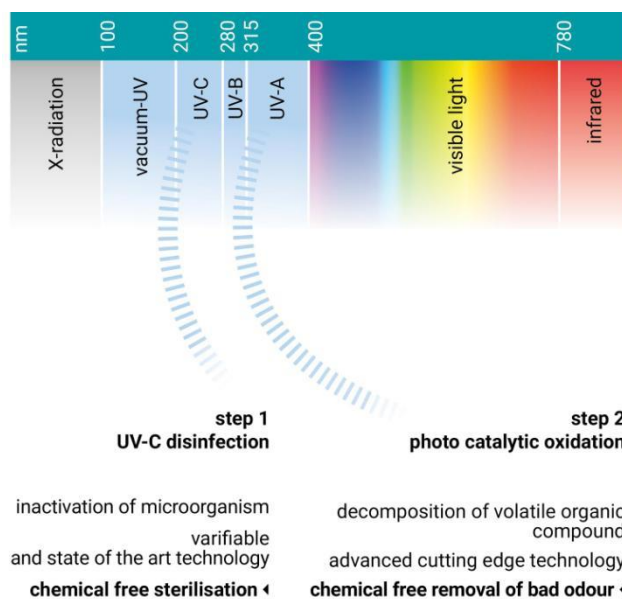 nm 100 200 280 315 400 780
X-radiation
vacuum-UV
UV-C
UV-B
UV-A
visible light
infrared
step 1
UV-C disinfection
inactivation of microorganism
varifiable
and state of the art technology
chemical free sterilisation
step 2
photo catalytic oxidation
decomposition of volatile organic
compound
advanced cutting edge technology
chemical free removal of bad odour